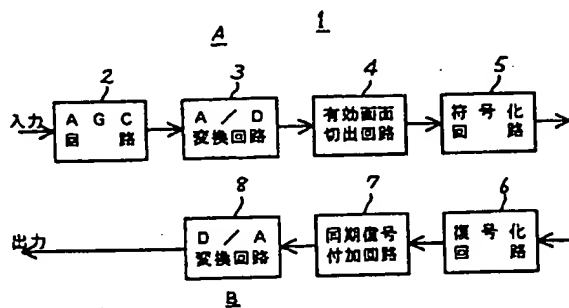 A
1
2
3
4
5
入力
A G C
回 路
A / D
変換回路
有効画面
切出回路
符 号 化
回 路
8
7
6
出力
D / A
変換回路
同期信号
付加回路
復 号 化
回 路
B